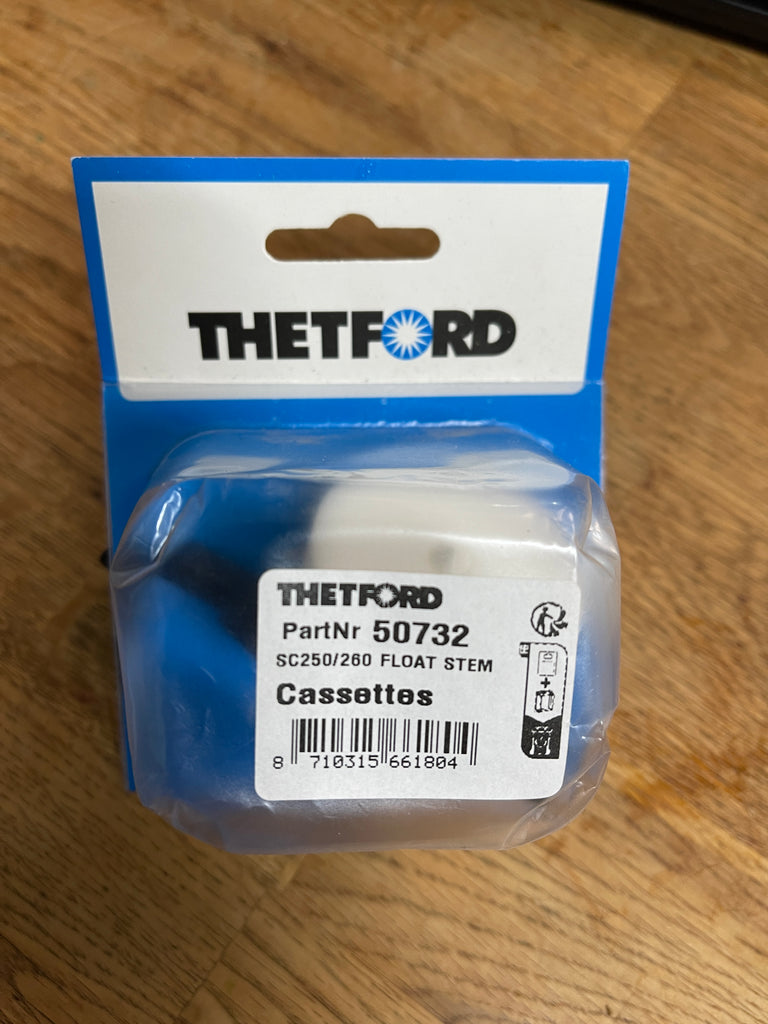 THETFORD
THETFORD
PartNr 50732
SC250/260 FLOAT STEM
Cassettes
8 710315 661804